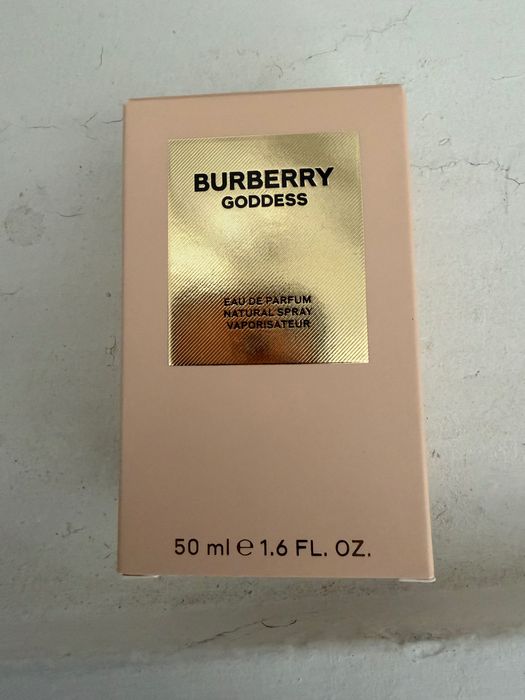 BURBERRY
GODDESS
EAU DE PARFUM
NATURAL SPRAY
VAPORISATEUR
50 ml ℮ 1.6 FL. OZ.